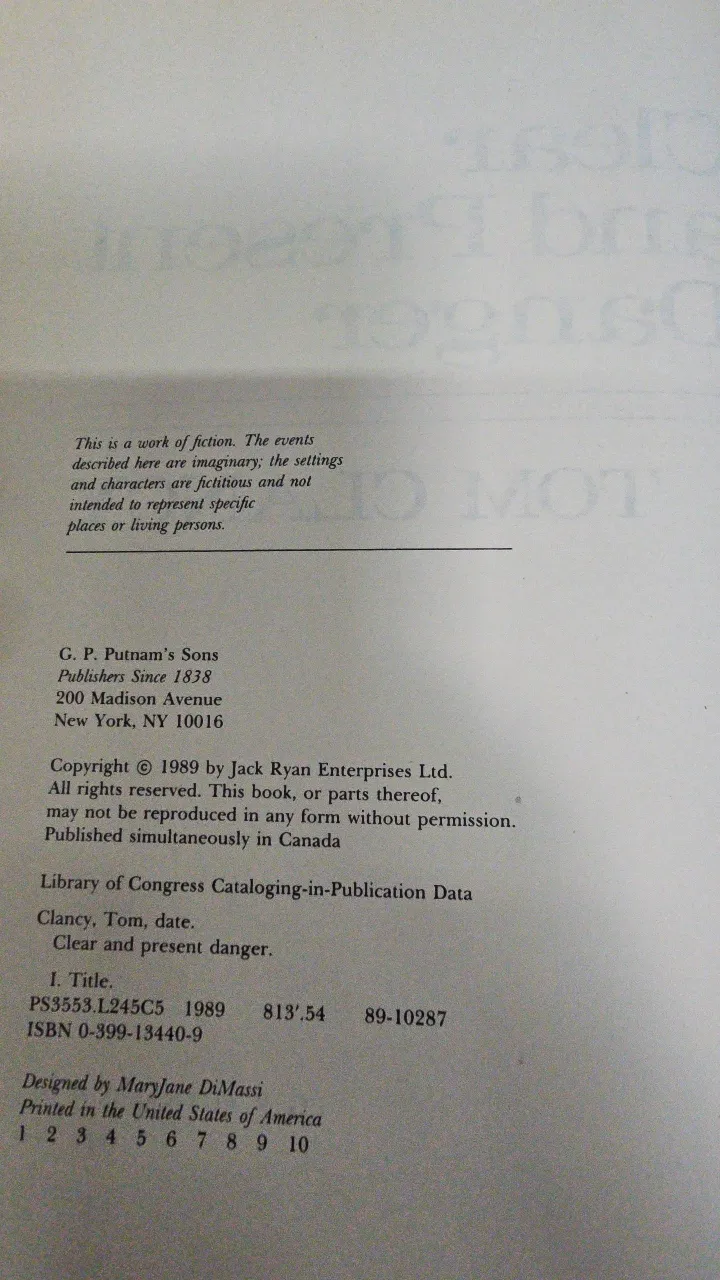 Clear
and Present
Danger
TOM CLA
This is a work of fiction. The events
described here are imaginary; the settings
and characters are fictitious and not
intended to represent specific
places or living persons.
G. P. Putnam's Sons
Publishers Since 1838
200 Madison Avenue
New York, NY 10016
Copyright © 1989 by Jack Ryan Enterprises Ltd.
All rights reserved. This book, or parts thereof,
may not be reproduced in any form without permission.
Published simultaneously in Canada
Library of Congress Cataloging-in-Publication Data
Clancy, Tom, date.
Clear and present danger.
I. Title.
PS3553.L245C5 1989 813'.54 89-10287
ISBN 0-399-13440-9
Designed by MaryJane DiMassi
Printed in the United States of America
1 2 3 4 5 6 7 8 9 10